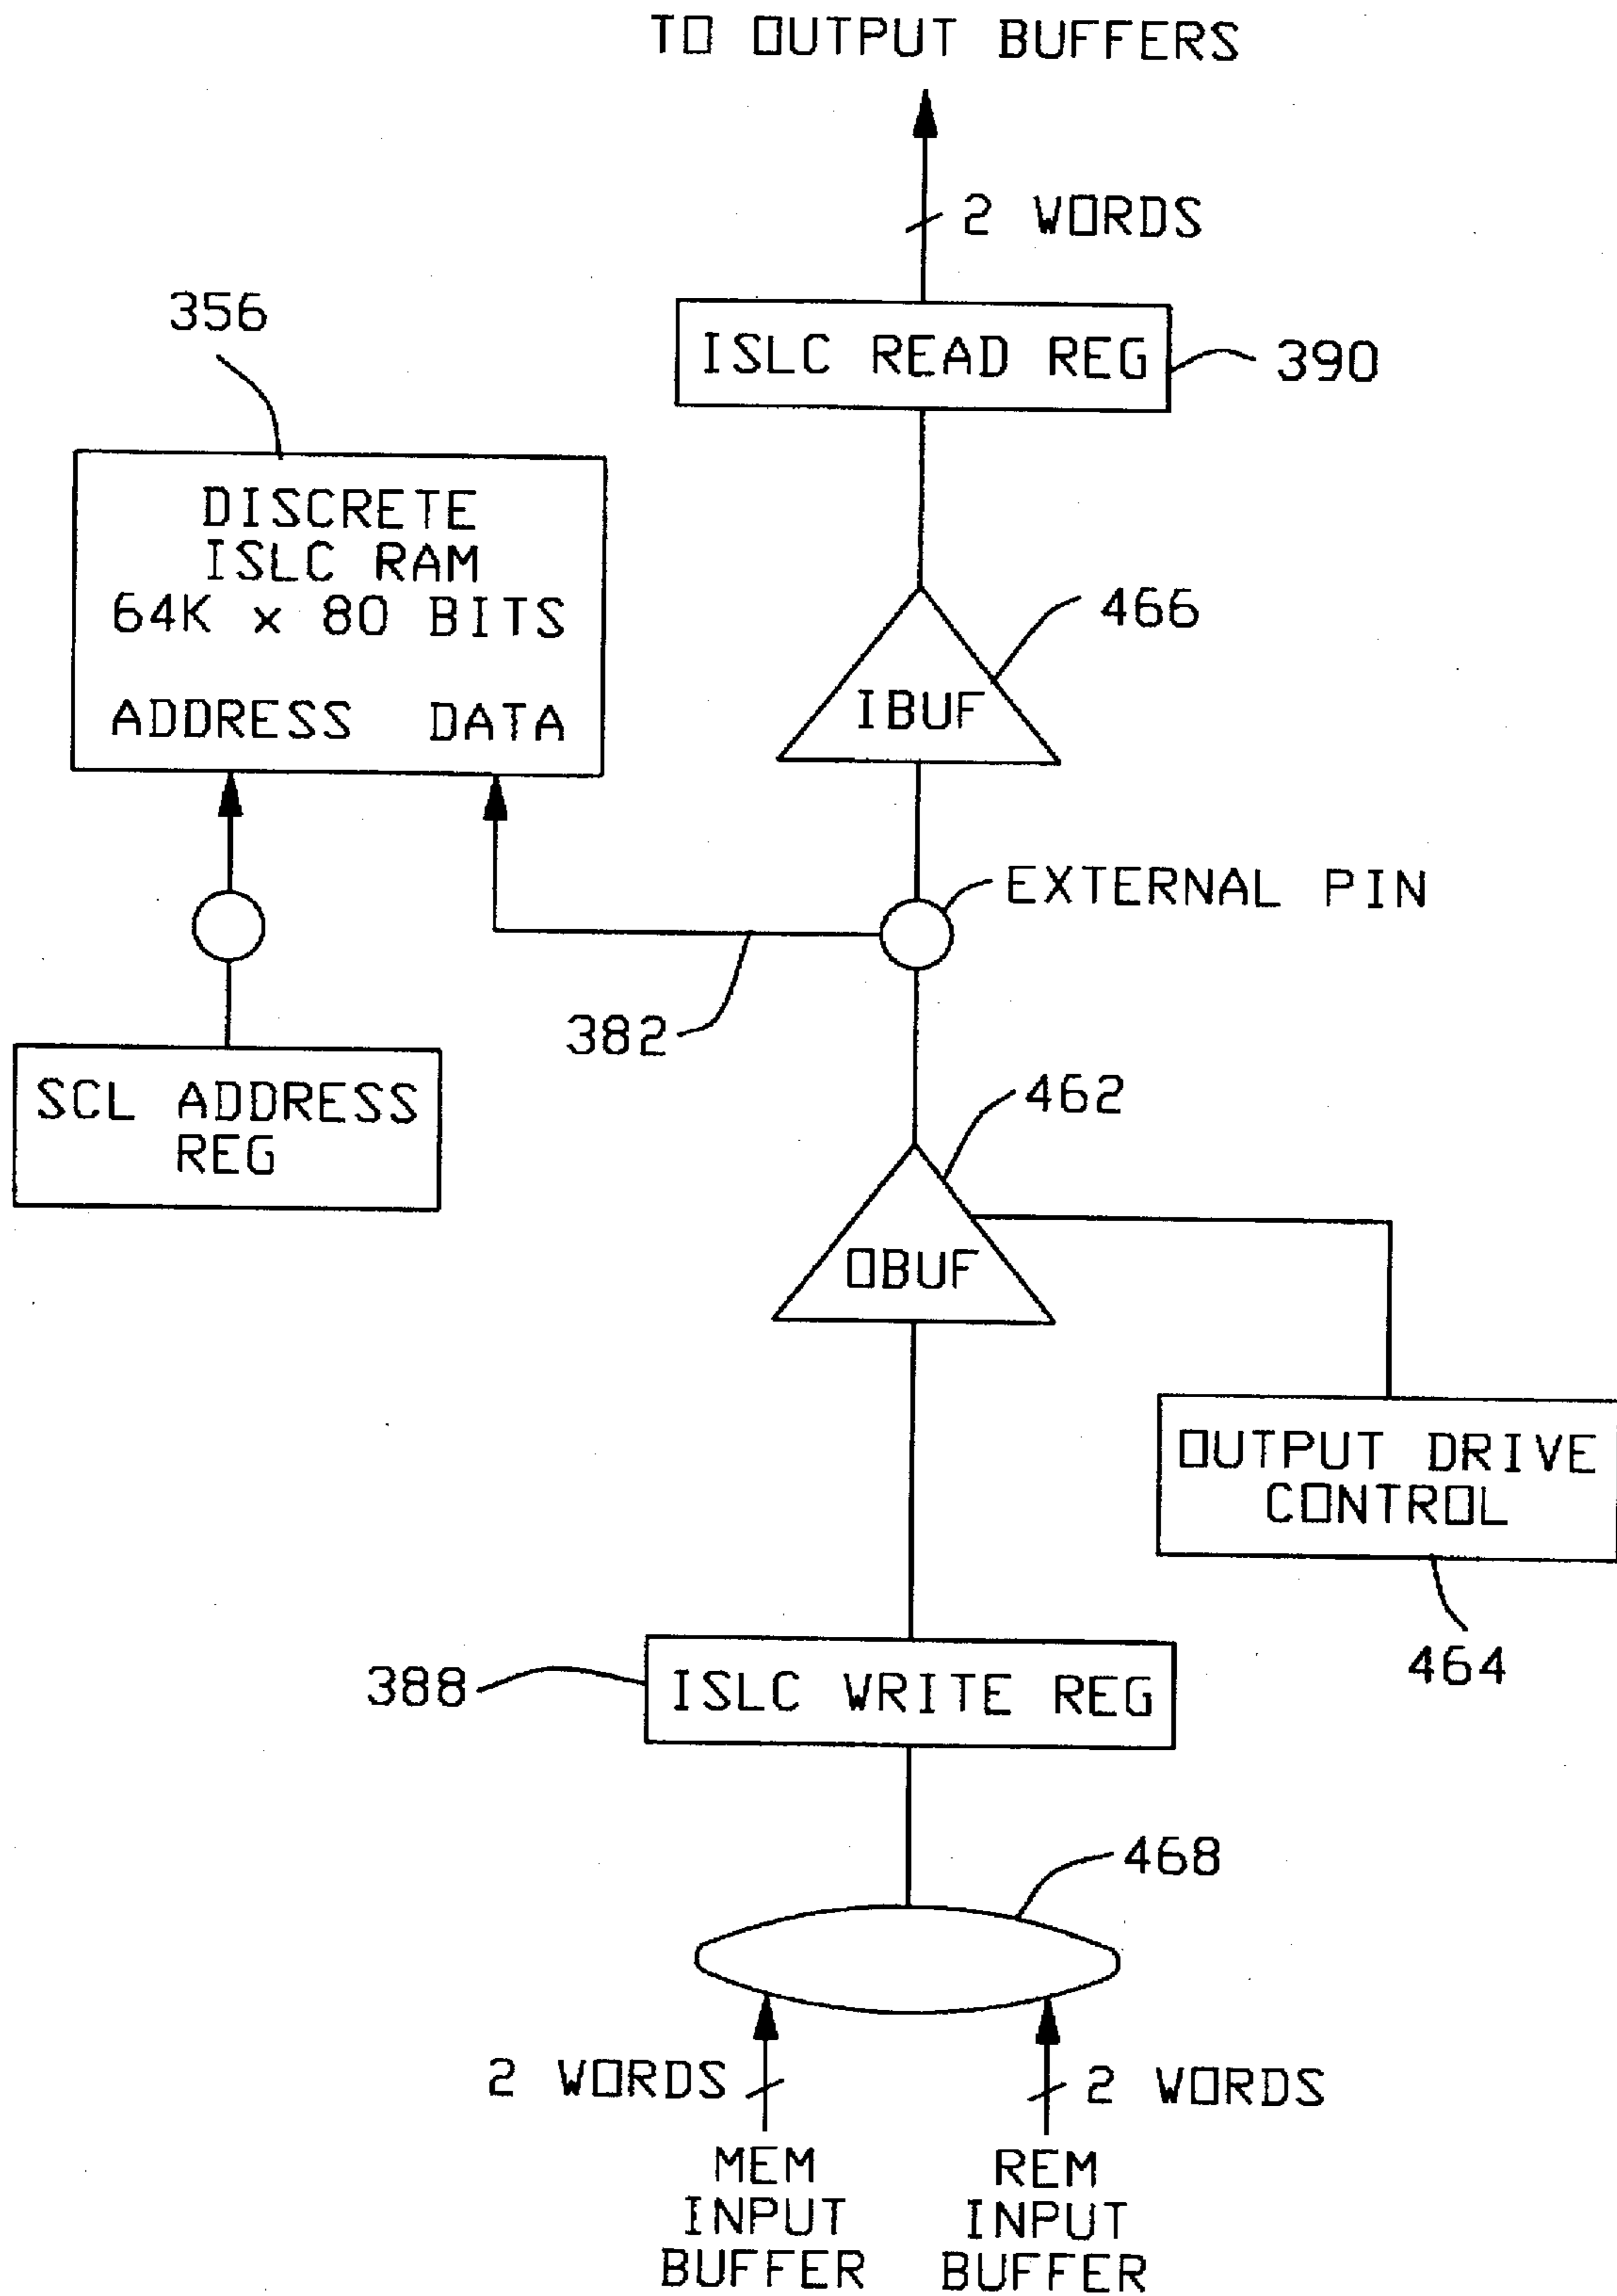 TO OUTPUT BUFFERS
2 WORDS
356
ISLC READ REG
390
DISCRETE
ISLC RAM
64K x 80 BITS
ADDRESS DATA
466
IBUF
EXTERNAL PIN
382
SCL ADDRESS
REG
462
OBUF
OUTPUT DRIVE
CONTROL
464
388
ISLC WRITE REG
468
2 WORDS
2 WORDS
MEM
INPUT
BUFFER
REM
INPUT
BUFFER